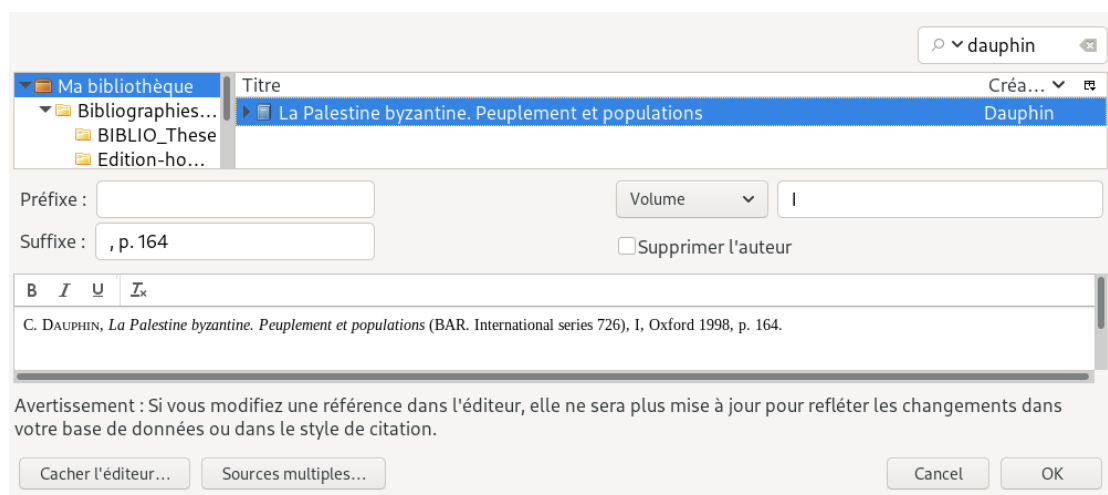 dauphin
Ma bibliothèque
Titre Créa...
Bibliographies...
La Palestine byzantine. Peuplement et populations Dauphin
BIBLIO_These
Edition-ho...
Préfixe : Volume I
Suffixe : , p. 164 Supprimer l'auteur
B I U Tx
C. Dauphin, La Palestine byzantine. Peuplement et populations (BAR. International series 726), I, Oxford 1998, p. 164.
Avertissement : Si vous modifiez une référence dans l'éditeur, elle ne sera plus mise à jour pour refléter les changements dans
votre base de données ou dans le style de citation.
Cacher l'éditeur... Sources multiples... Cancel OK